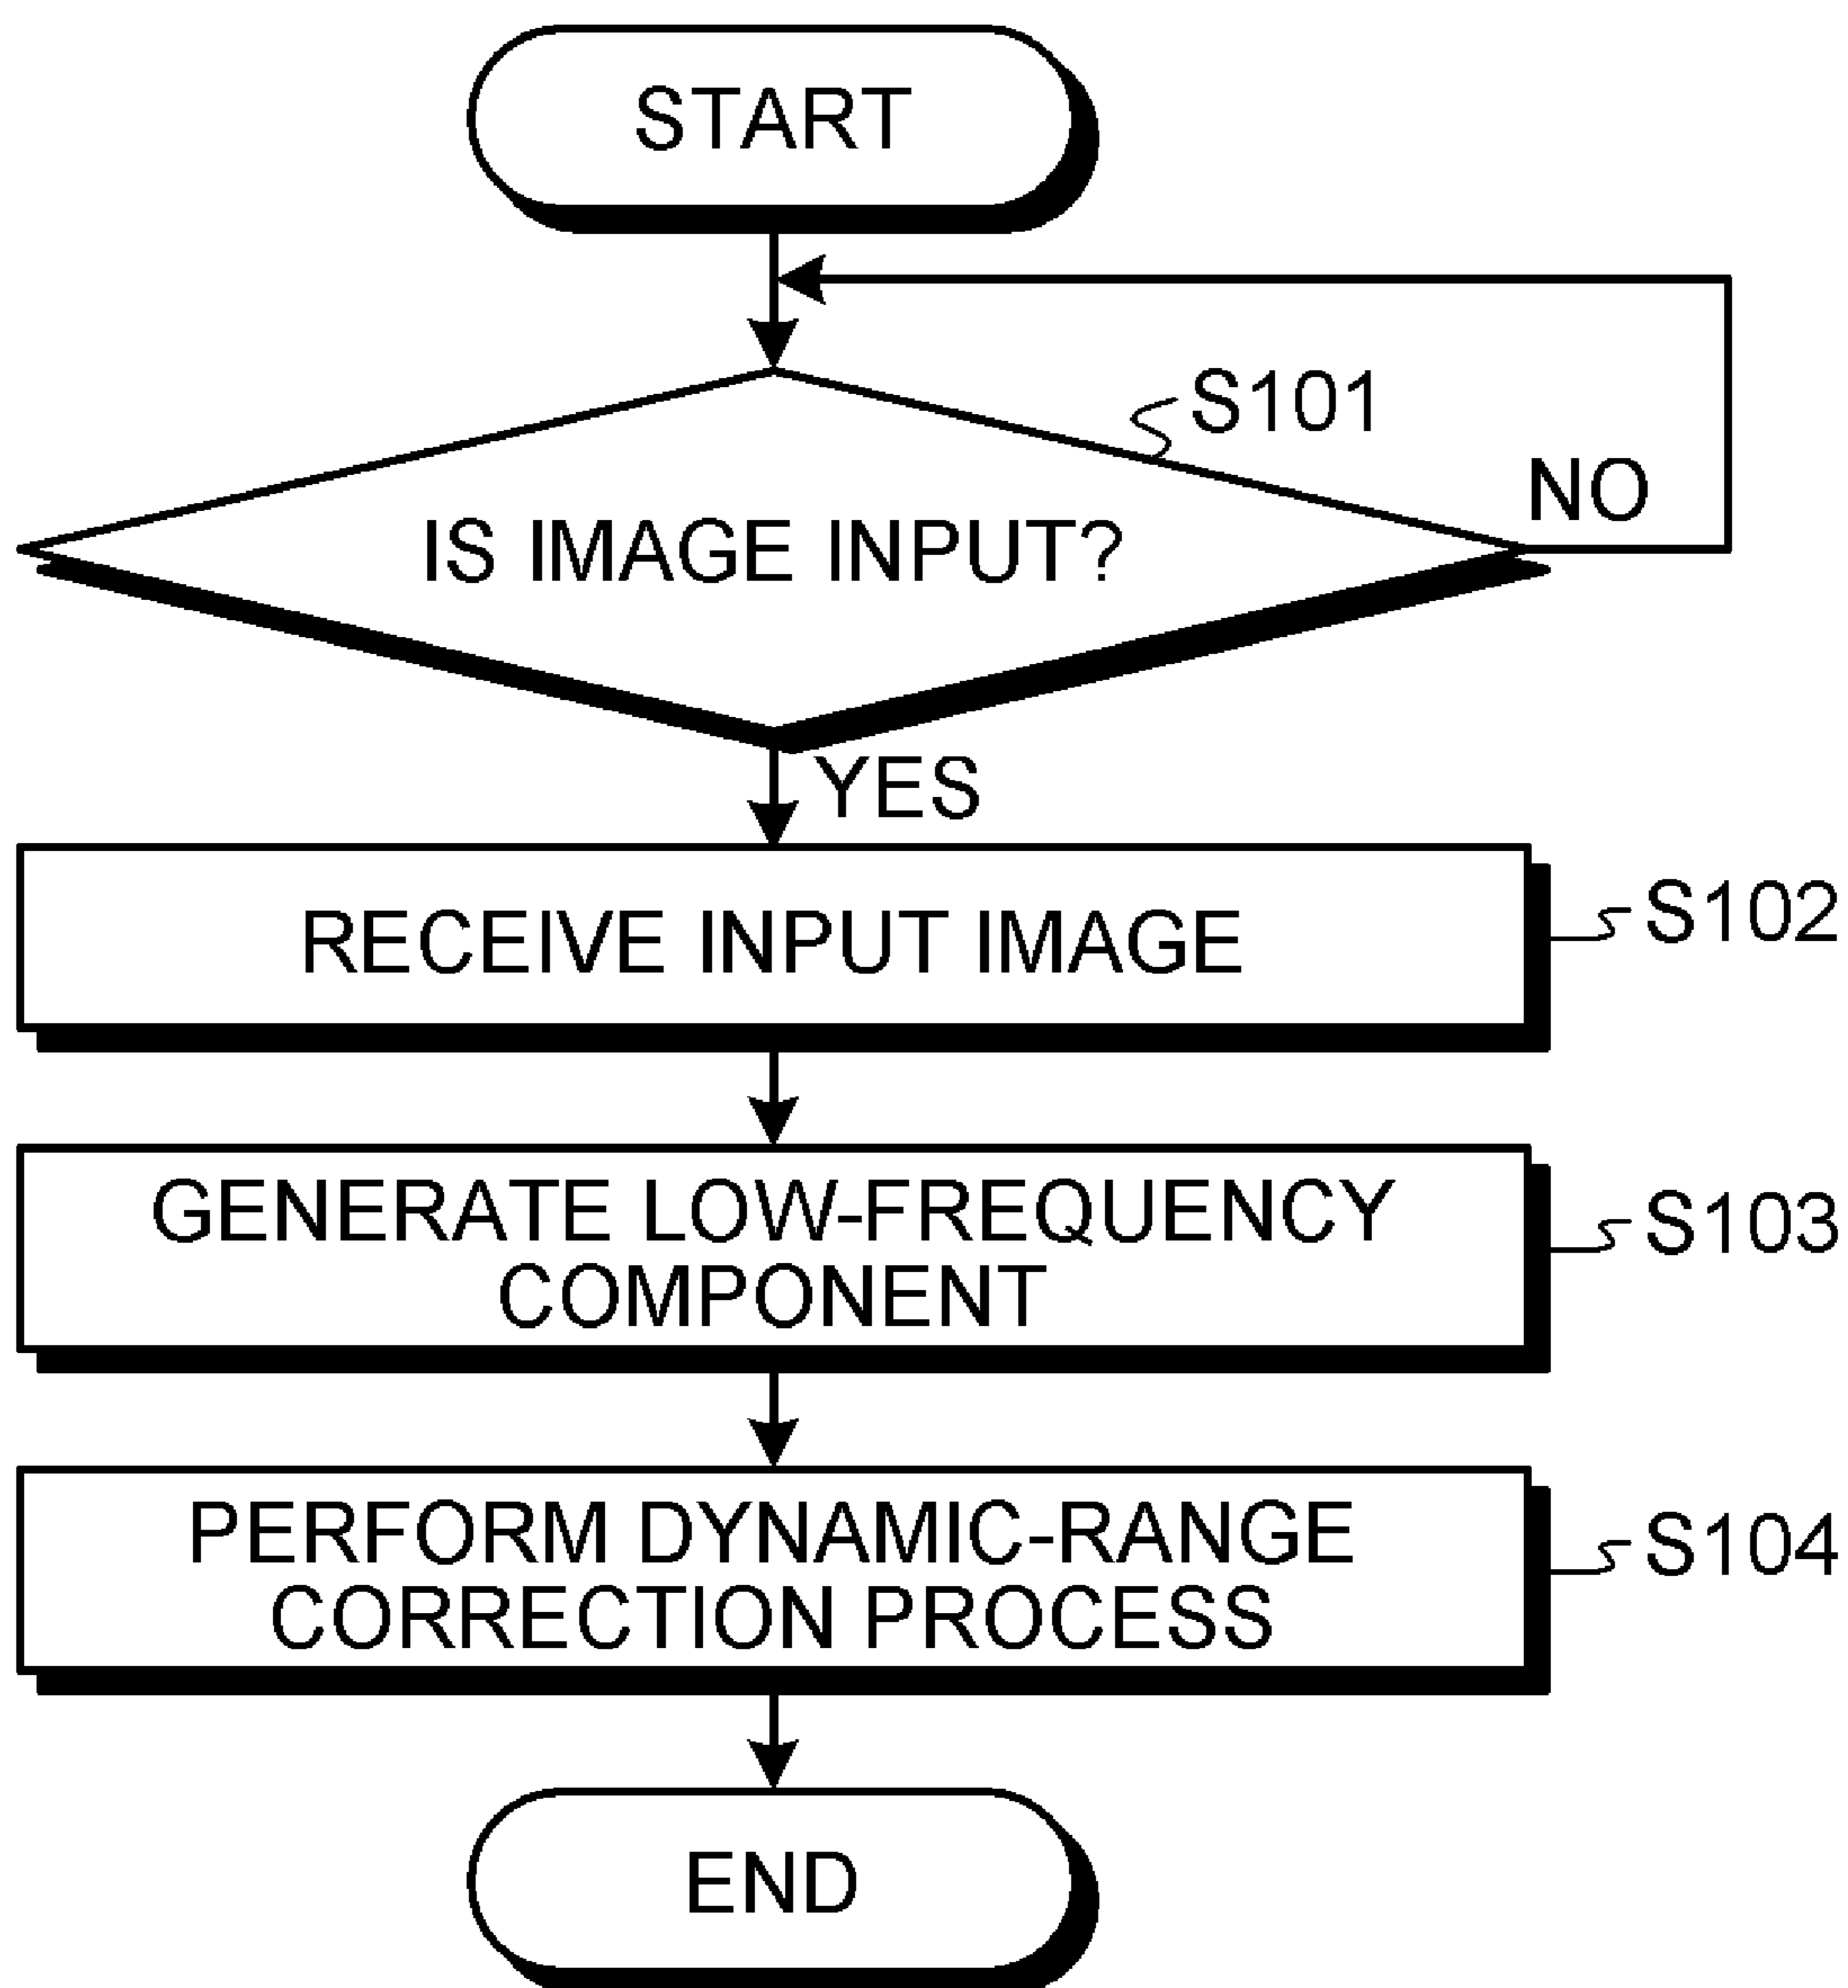 START
S101
NO
IS IMAGE INPUT?
YES
RECEIVE INPUT IMAGE
S102
GENERATE LOW-FREQUENCY
COMPONENT
S103
PERFORM DYNAMIC-RANGE
CORRECTION PROCESS
S104
END